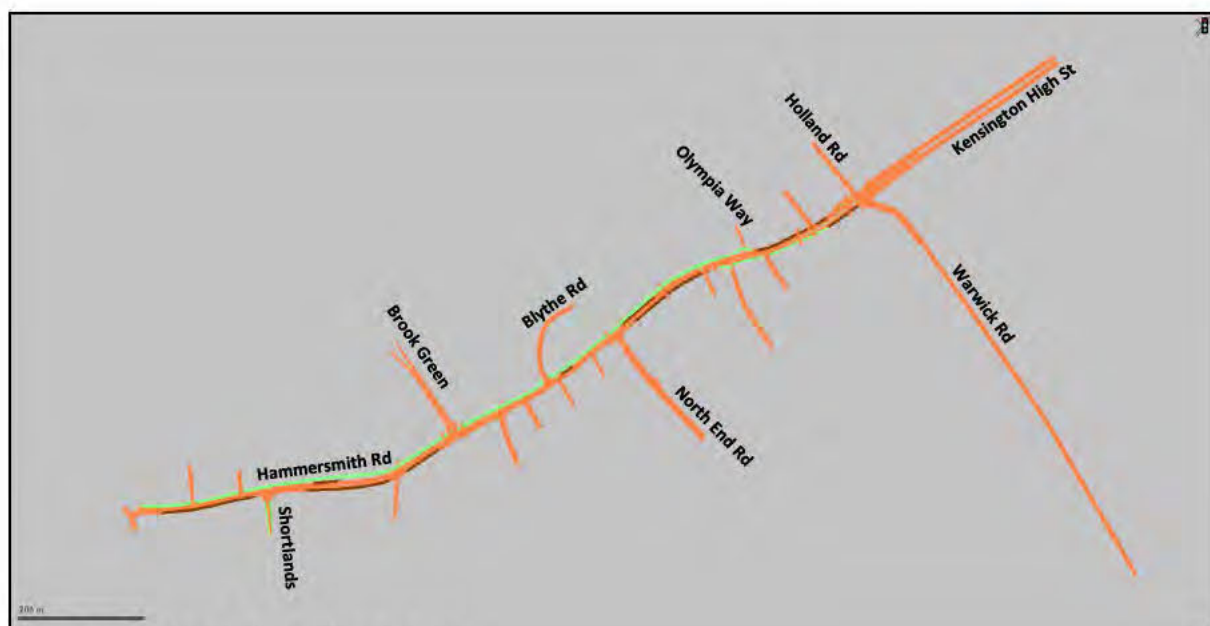 Kensington High St
Holland Rd
Olympia Way
Warwick Rd
Blythe Rd
Brook Green
North End Rd
Hammersmith Rd
Shortlands